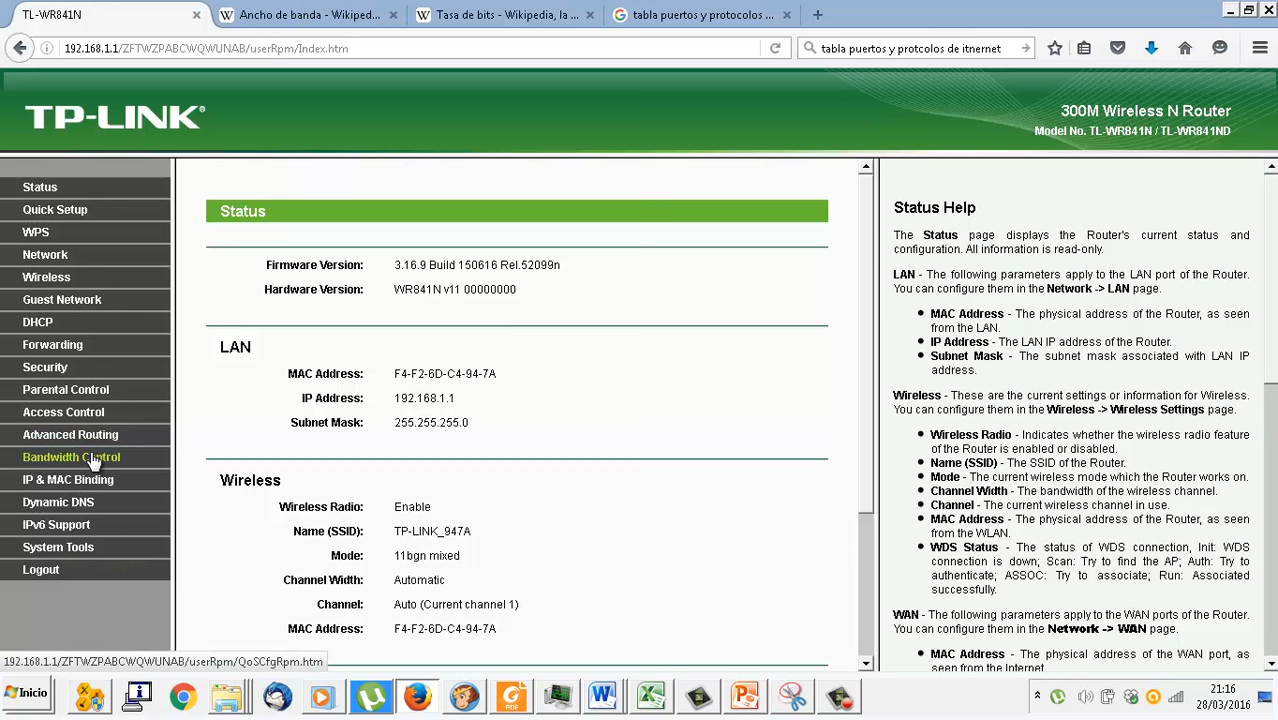 TL-WR841N
Ancho de banda - Wikiped...
Tasa de bits - Wikipedia, la ...
tabla puertos y protocolos ...
192.168.1.1/ZFTWZPABCWQWUNAB/userRpm/Index.htm
tabla puertos y protcolos de itnernet
TP-LINK®
300M Wireless N Router
Model No. TL-WR841N / TL-WR841ND
Status
Quick Setup
WPS
Network
Wireless
Guest Network
DHCP
Forwarding
Security
Parental Control
Access Control
Advanced Routing
Bandwidth Control
IP & MAC Binding
Dynamic DNS
IPv6 Support
System Tools
Logout
Status
Firmware Version: 3.16.9 Build 150616 Rel.52099n
Hardware Version: WR841N v11 00000000
LAN
MAC Address: F4-F2-6D-C4-94-7A
IP Address: 192.168.1.1
Subnet Mask: 255.255.255.0
Wireless
Wireless Radio: Enable
Name (SSID): TP-LINK_947A
Mode: 11bgn mixed
Channel Width: Automatic
Channel: Auto (Current channel 1)
MAC Address: F4-F2-6D-C4-94-7A
Status Help
The Status page displays the Router's current status and
configuration. All information is read-only.
LAN - The following parameters apply to the LAN port of the Router.
You can configure them in the Network -> LAN page.
MAC Address - The physical address of the Router, as seen
from the LAN.
IP Address - The LAN IP address of the Router.
Subnet Mask - The subnet mask associated with LAN IP
address.
Wireless - These are the current settings or information for Wireless.
You can configure them in the Wireless -> Wireless Settings page.
Wireless Radio - Indicates whether the wireless radio feature
of the Router is enabled or disabled.
Name (SSID) - The SSID of the Router.
Mode - The current wireless mode which the Router works on.
Channel Width - The bandwidth of the wireless channel.
Channel - The current wireless channel in use.
MAC Address - The physical address of the Router, as seen
from the WLAN.
WDS Status - The status of WDS connection, Init: WDS
connection is down; Scan: Try to find the AP; Auth: Try to
authenticate; ASSOC: Try to associate; Run: Associated
successfully.
WAN - The following parameters apply to the WAN ports of the Router.
You can configure them in the Network -> WAN page.
MAC Address - The physical address of the WAN port, as
seen from the Internet.
192.168.1.1/ZFTWZPABCWQWUNAB/userRpm/QoSCfgRpm.htm
Inicio
PDF
21:16
28/03/2016